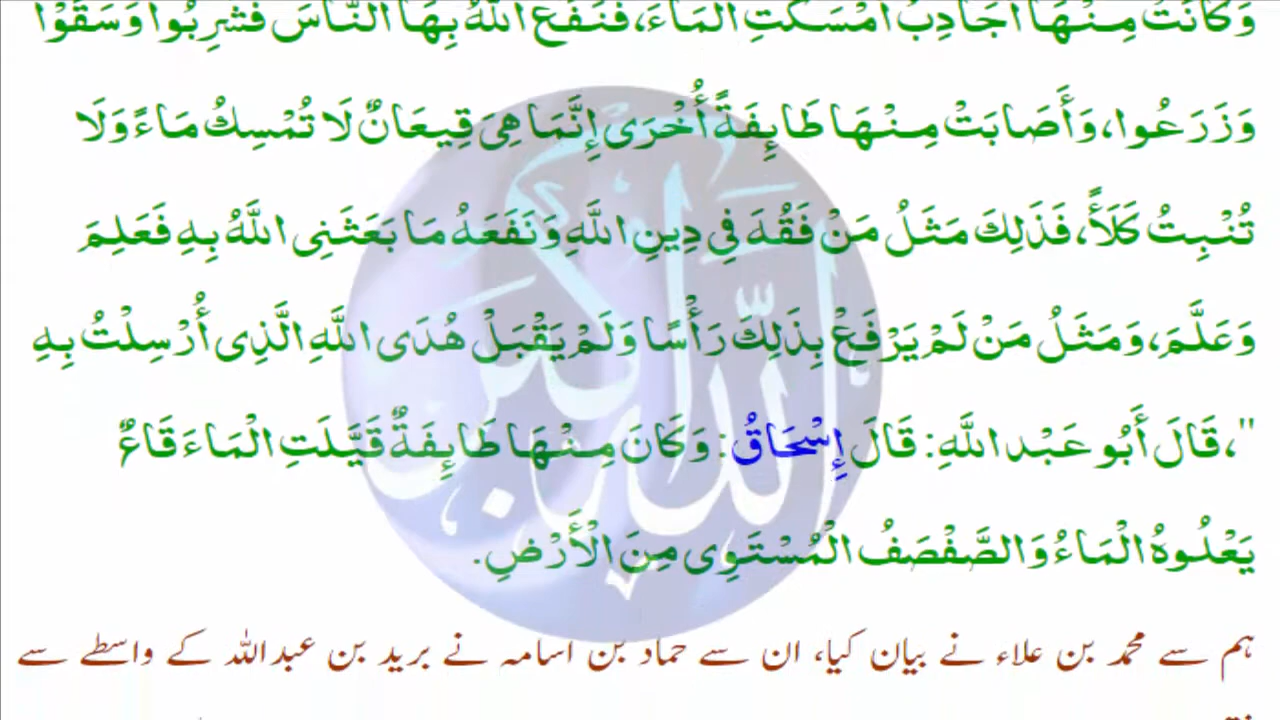 وَكَانَتْ مِنْهَا أَجَادِبُ أَمْسَكَتِ الْمَاءَ، فَنَفَعَ اللَّهُ بِهَا النَّاسَ فَشَرِبُوا وَسَقَوْا
وَزَرَعُوا، وَأَصَابَتْ مِنْهَا طَائِفَةً أُخْرَى إِنَّمَا هِيَ قِيعَانٌ لَا تُمْسِكُ مَاءً وَلَا
تُنْبِتُ كَلَأً، فَذَلِكَ مَثَلُ مَنْ فَقُهَ فِي دِينِ اللَّهِ وَنَفَعَهُ مَا بَعَثَنِي اللَّهُ بِهِ فَعَلِمَ
وَعَلَّمَ، وَمَثَلُ مَنْ لَمْ يَرْفَعْ بِذَلِكَ رَأْسًا وَلَمْ يَقْبَلْ هُدَى اللَّهِ الَّذِي أُرْسِلْتُ بِهِ
"، قَالَ أَبُو عَبْد اللَّهِ: قَالَ إِسْحَاقُ: وَكَانَ مِنْهَا طَائِفَةٌ قَيَّلَتِ الْمَاءَ قَاعٌ
يَعْلُوهُ الْمَاءُ وَالصَّفْصَفُ الْمُسْتَوِي مِنَ الْأَرْضِ.
ہم سے محمد بن علاء نے بیان کیا، ان سے حماد بن اسامہ نے برید بن عبداللہ کے واسطے سے